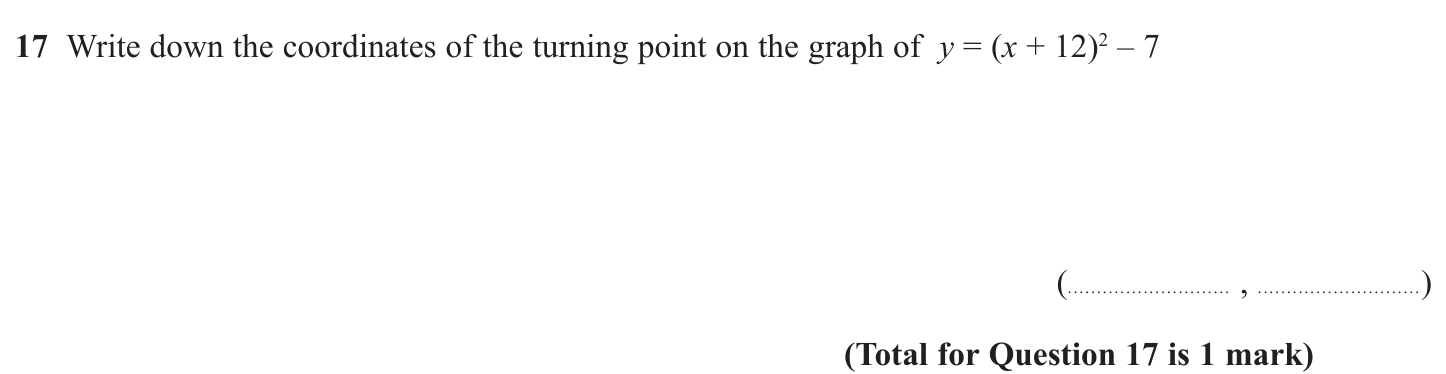 17 Write down the coordinates of the turning point on the graph of y = (x + 12)² – 7
(............................ , ............................)
(Total for Question 17 is 1 mark)